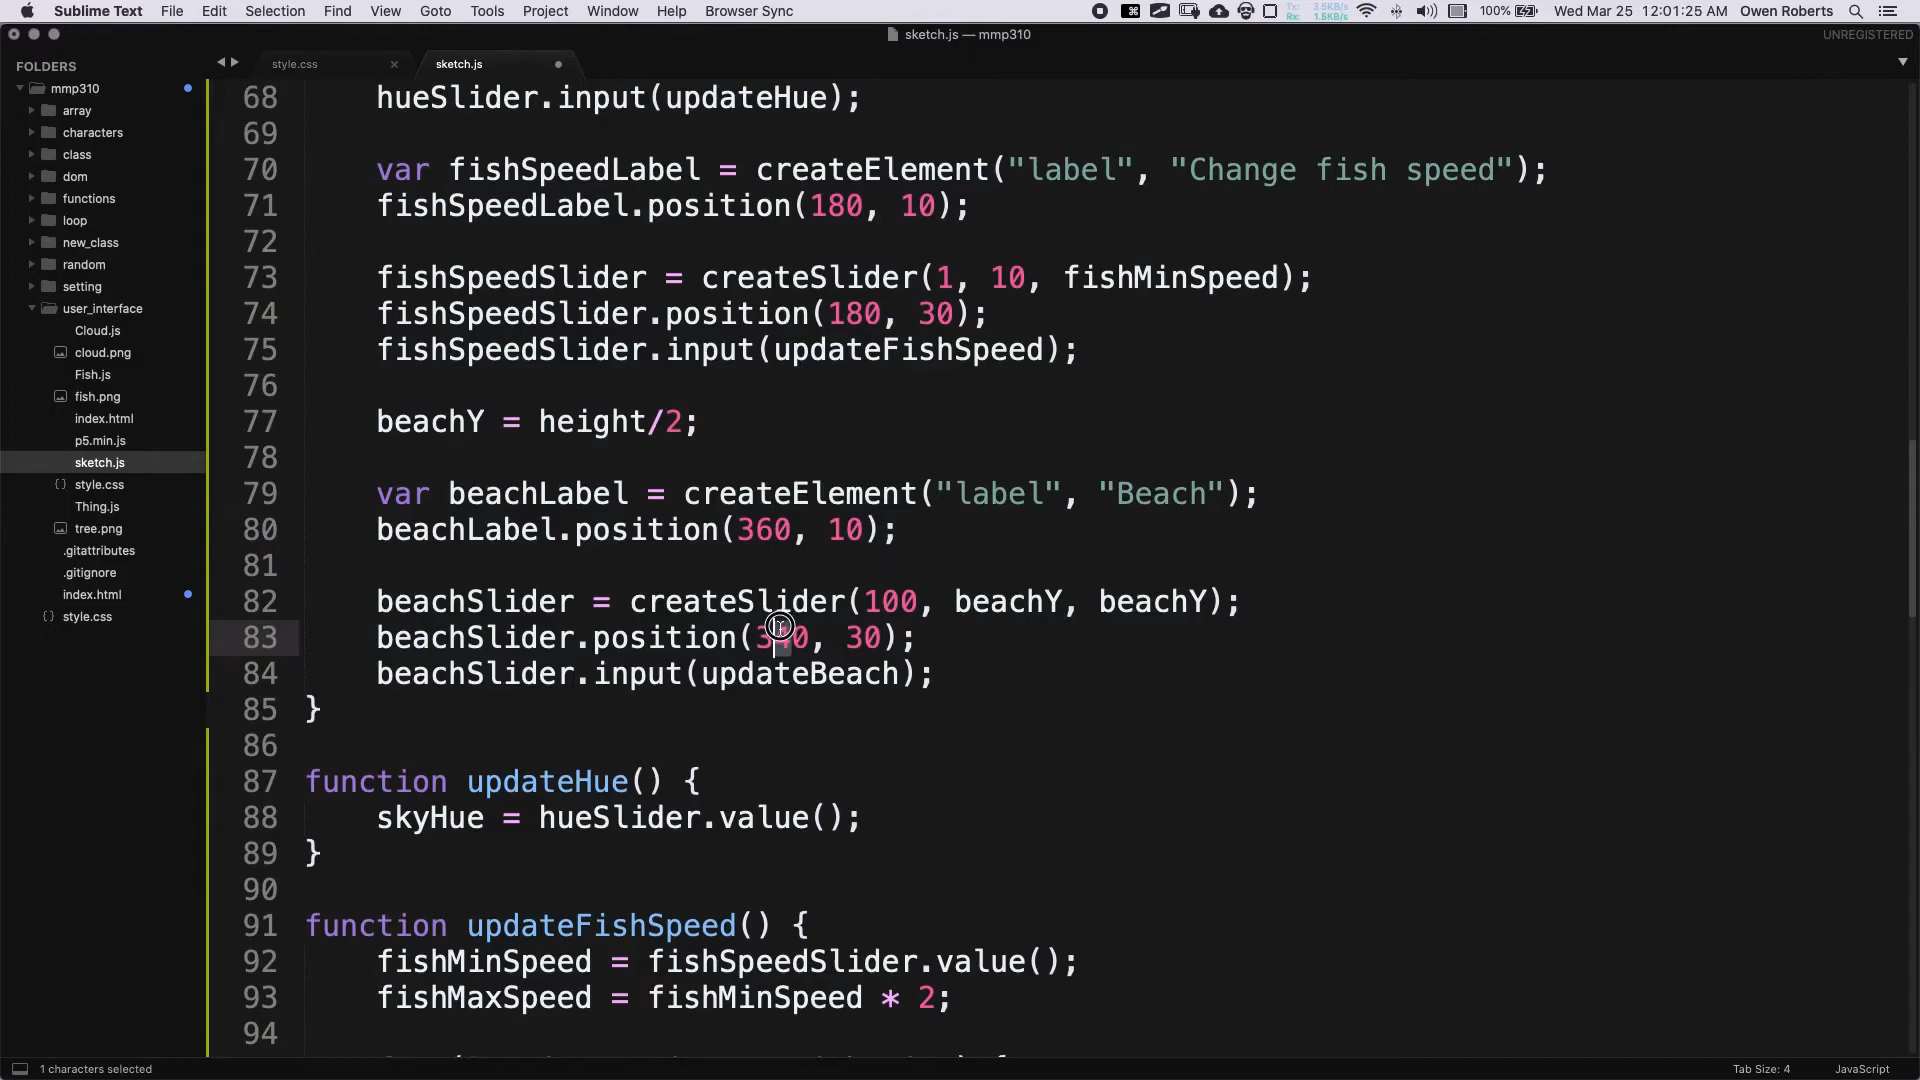 Sublime Text File Edit Selection Find View Goto Tools Project Window Help Browser Sync Tx: 3.5KB/s Rx: 1.5KB/s 100% Wed Mar 25 12:01:25 AM Owen Roberts
sketch.js — mmp310 UNREGISTERED
FOLDERS
mmp310
array
characters
class
dom
functions
loop
new_class
random
setting
user_interface
Cloud.js
cloud.png
Fish.js
fish.png
index.html
p5.min.js
sketch.js
style.css
Thing.js
tree.png
.gitattributes
.gitignore
index.html
style.css
style.css sketch.js
68 hueSlider.input(updateHue);
69
70 var fishSpeedLabel = createElement("label", "Change fish speed");
71 fishSpeedLabel.position(180, 10);
72
73 fishSpeedSlider = createSlider(1, 10, fishMinSpeed);
74 fishSpeedSlider.position(180, 30);
75 fishSpeedSlider.input(updateFishSpeed);
76
77 beachY = height/2;
78
79 var beachLabel = createElement("label", "Beach");
80 beachLabel.position(360, 10);
81
82 beachSlider = createSlider(100, beachY, beachY);
83 beachSlider.position(340, 30);
84 beachSlider.input(updateBeach);
85 }
86
87 function updateHue() {
88 skyHue = hueSlider.value();
89 }
90
91 function updateFishSpeed() {
92 fishMinSpeed = fishSpeedSlider.value();
93 fishMaxSpeed = fishMinSpeed * 2;
94
1 characters selected Tab Size: 4 JavaScript